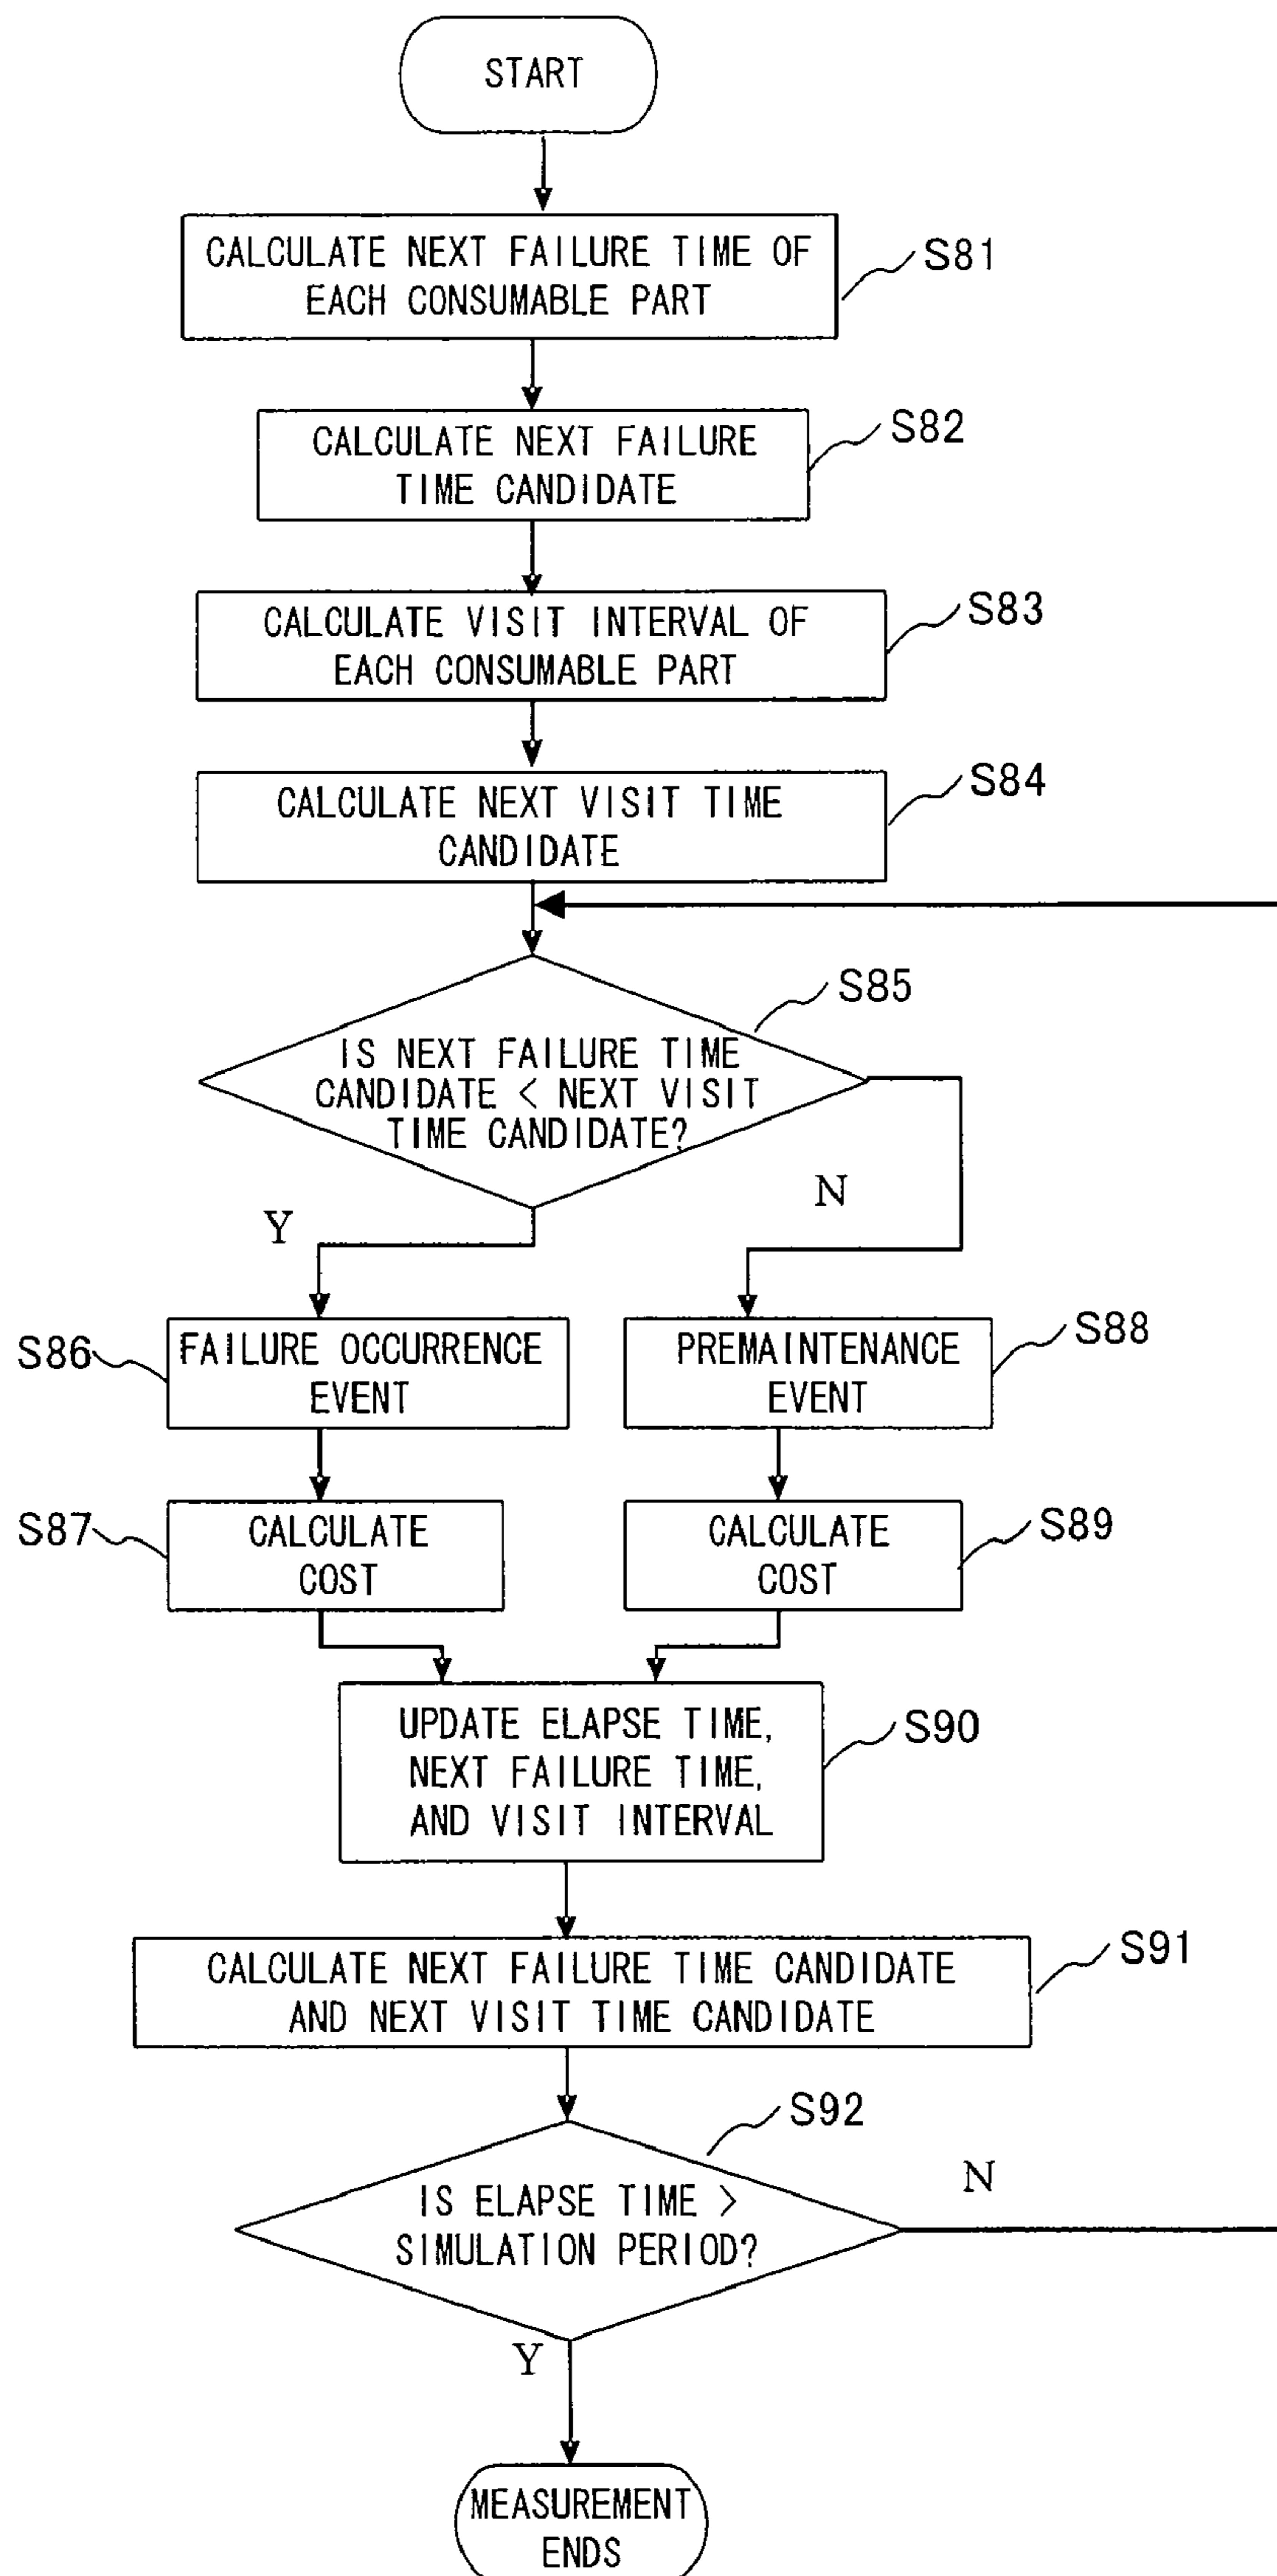 START
CALCULATE NEXT FAILURE TIME OF
EACH CONSUMABLE PART
S81
CALCULATE NEXT FAILURE
TIME CANDIDATE
S82
CALCULATE VISIT INTERVAL OF
EACH CONSUMABLE PART
S83
CALCULATE NEXT VISIT TIME
CANDIDATE
S84
S85
IS NEXT FAILURE TIME
CANDIDATE < NEXT VISIT
TIME CANDIDATE?
Y
N
S86
FAILURE OCCURRENCE
EVENT
PREMAINTENANCE
EVENT
S88
S87
CALCULATE
COST
CALCULATE
COST
S89
UPDATE ELAPSE TIME,
NEXT FAILURE TIME,
AND VISIT INTERVAL
S90
CALCULATE NEXT FAILURE TIME CANDIDATE
AND NEXT VISIT TIME CANDIDATE
S91
S92
IS ELAPSE TIME >
SIMULATION PERIOD?
N
Y
MEASUREMENT
ENDS